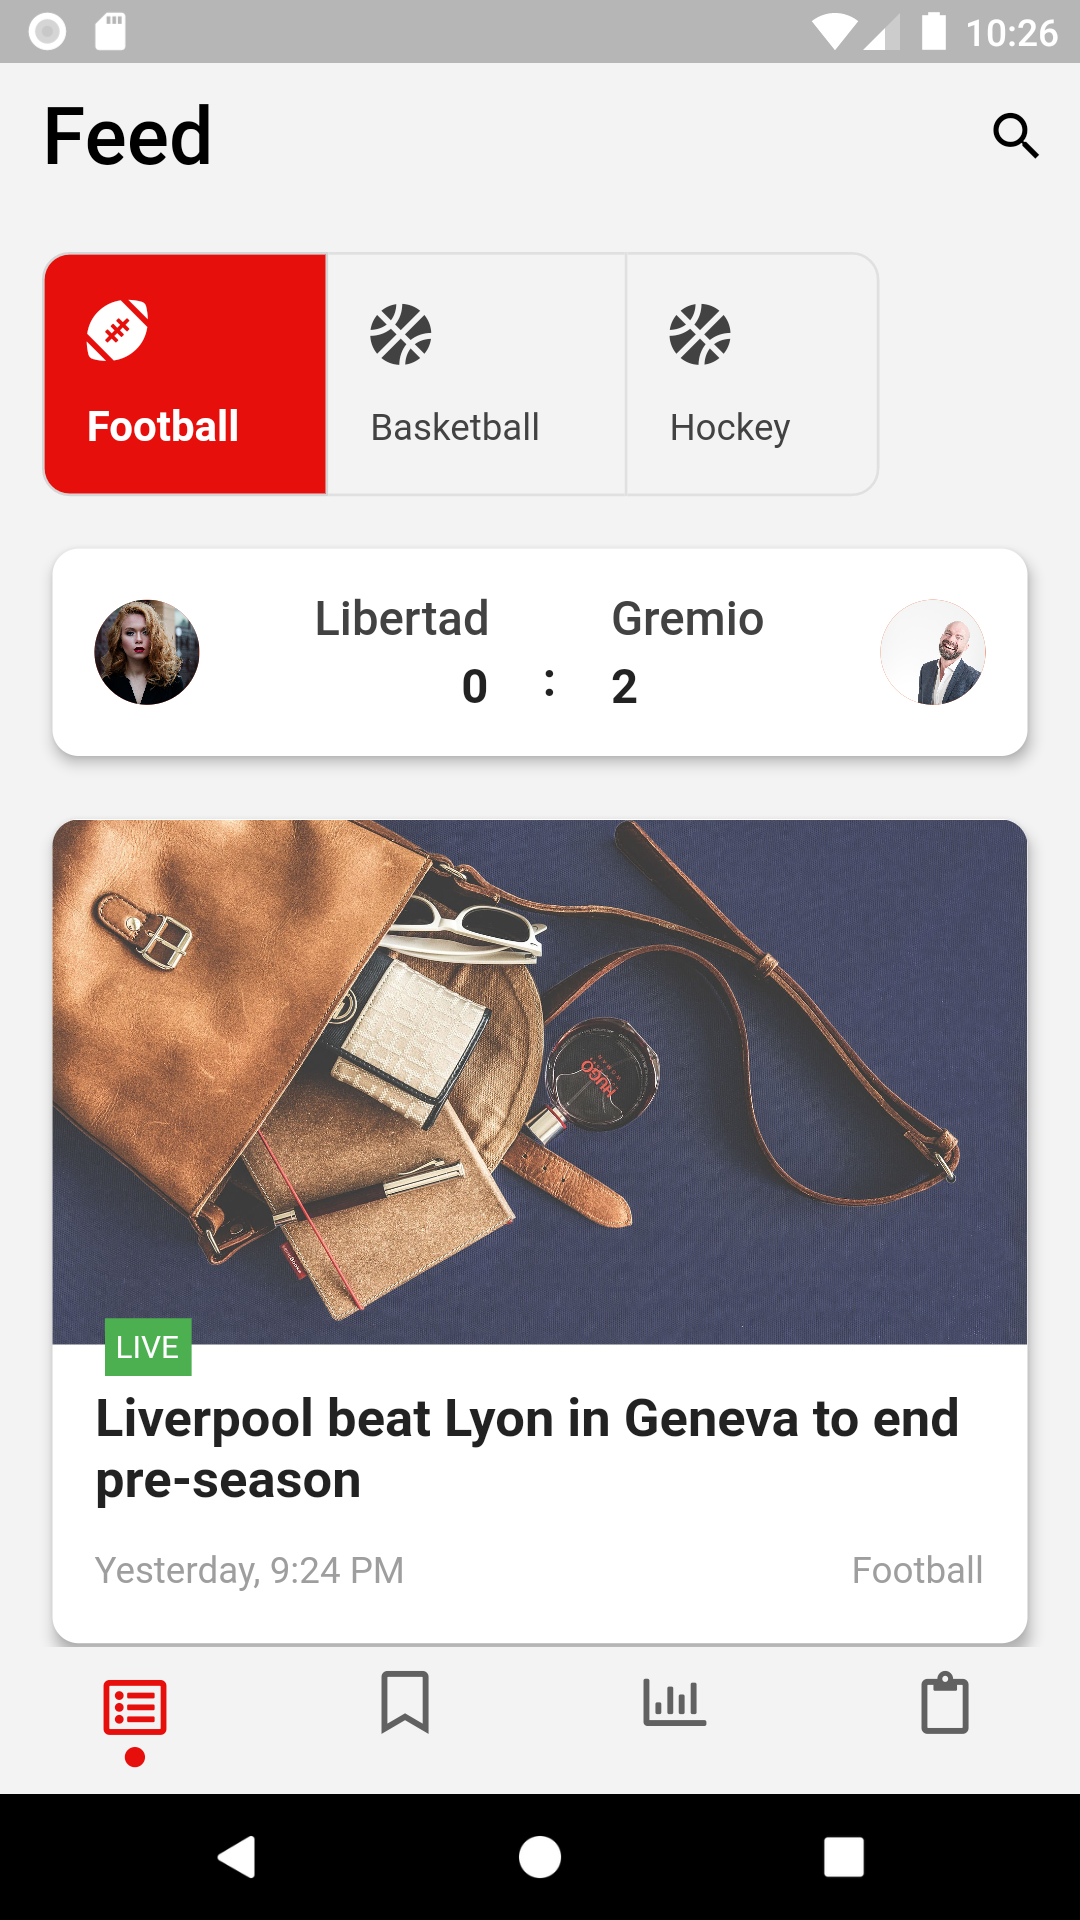 10:26
Feed
Football
Basketball
Hockey
Libertad
Gremio
0 : 2
HUGO
LIVE
Liverpool beat Lyon in Geneva to end
pre-season
Yesterday, 9:24 PM
Football